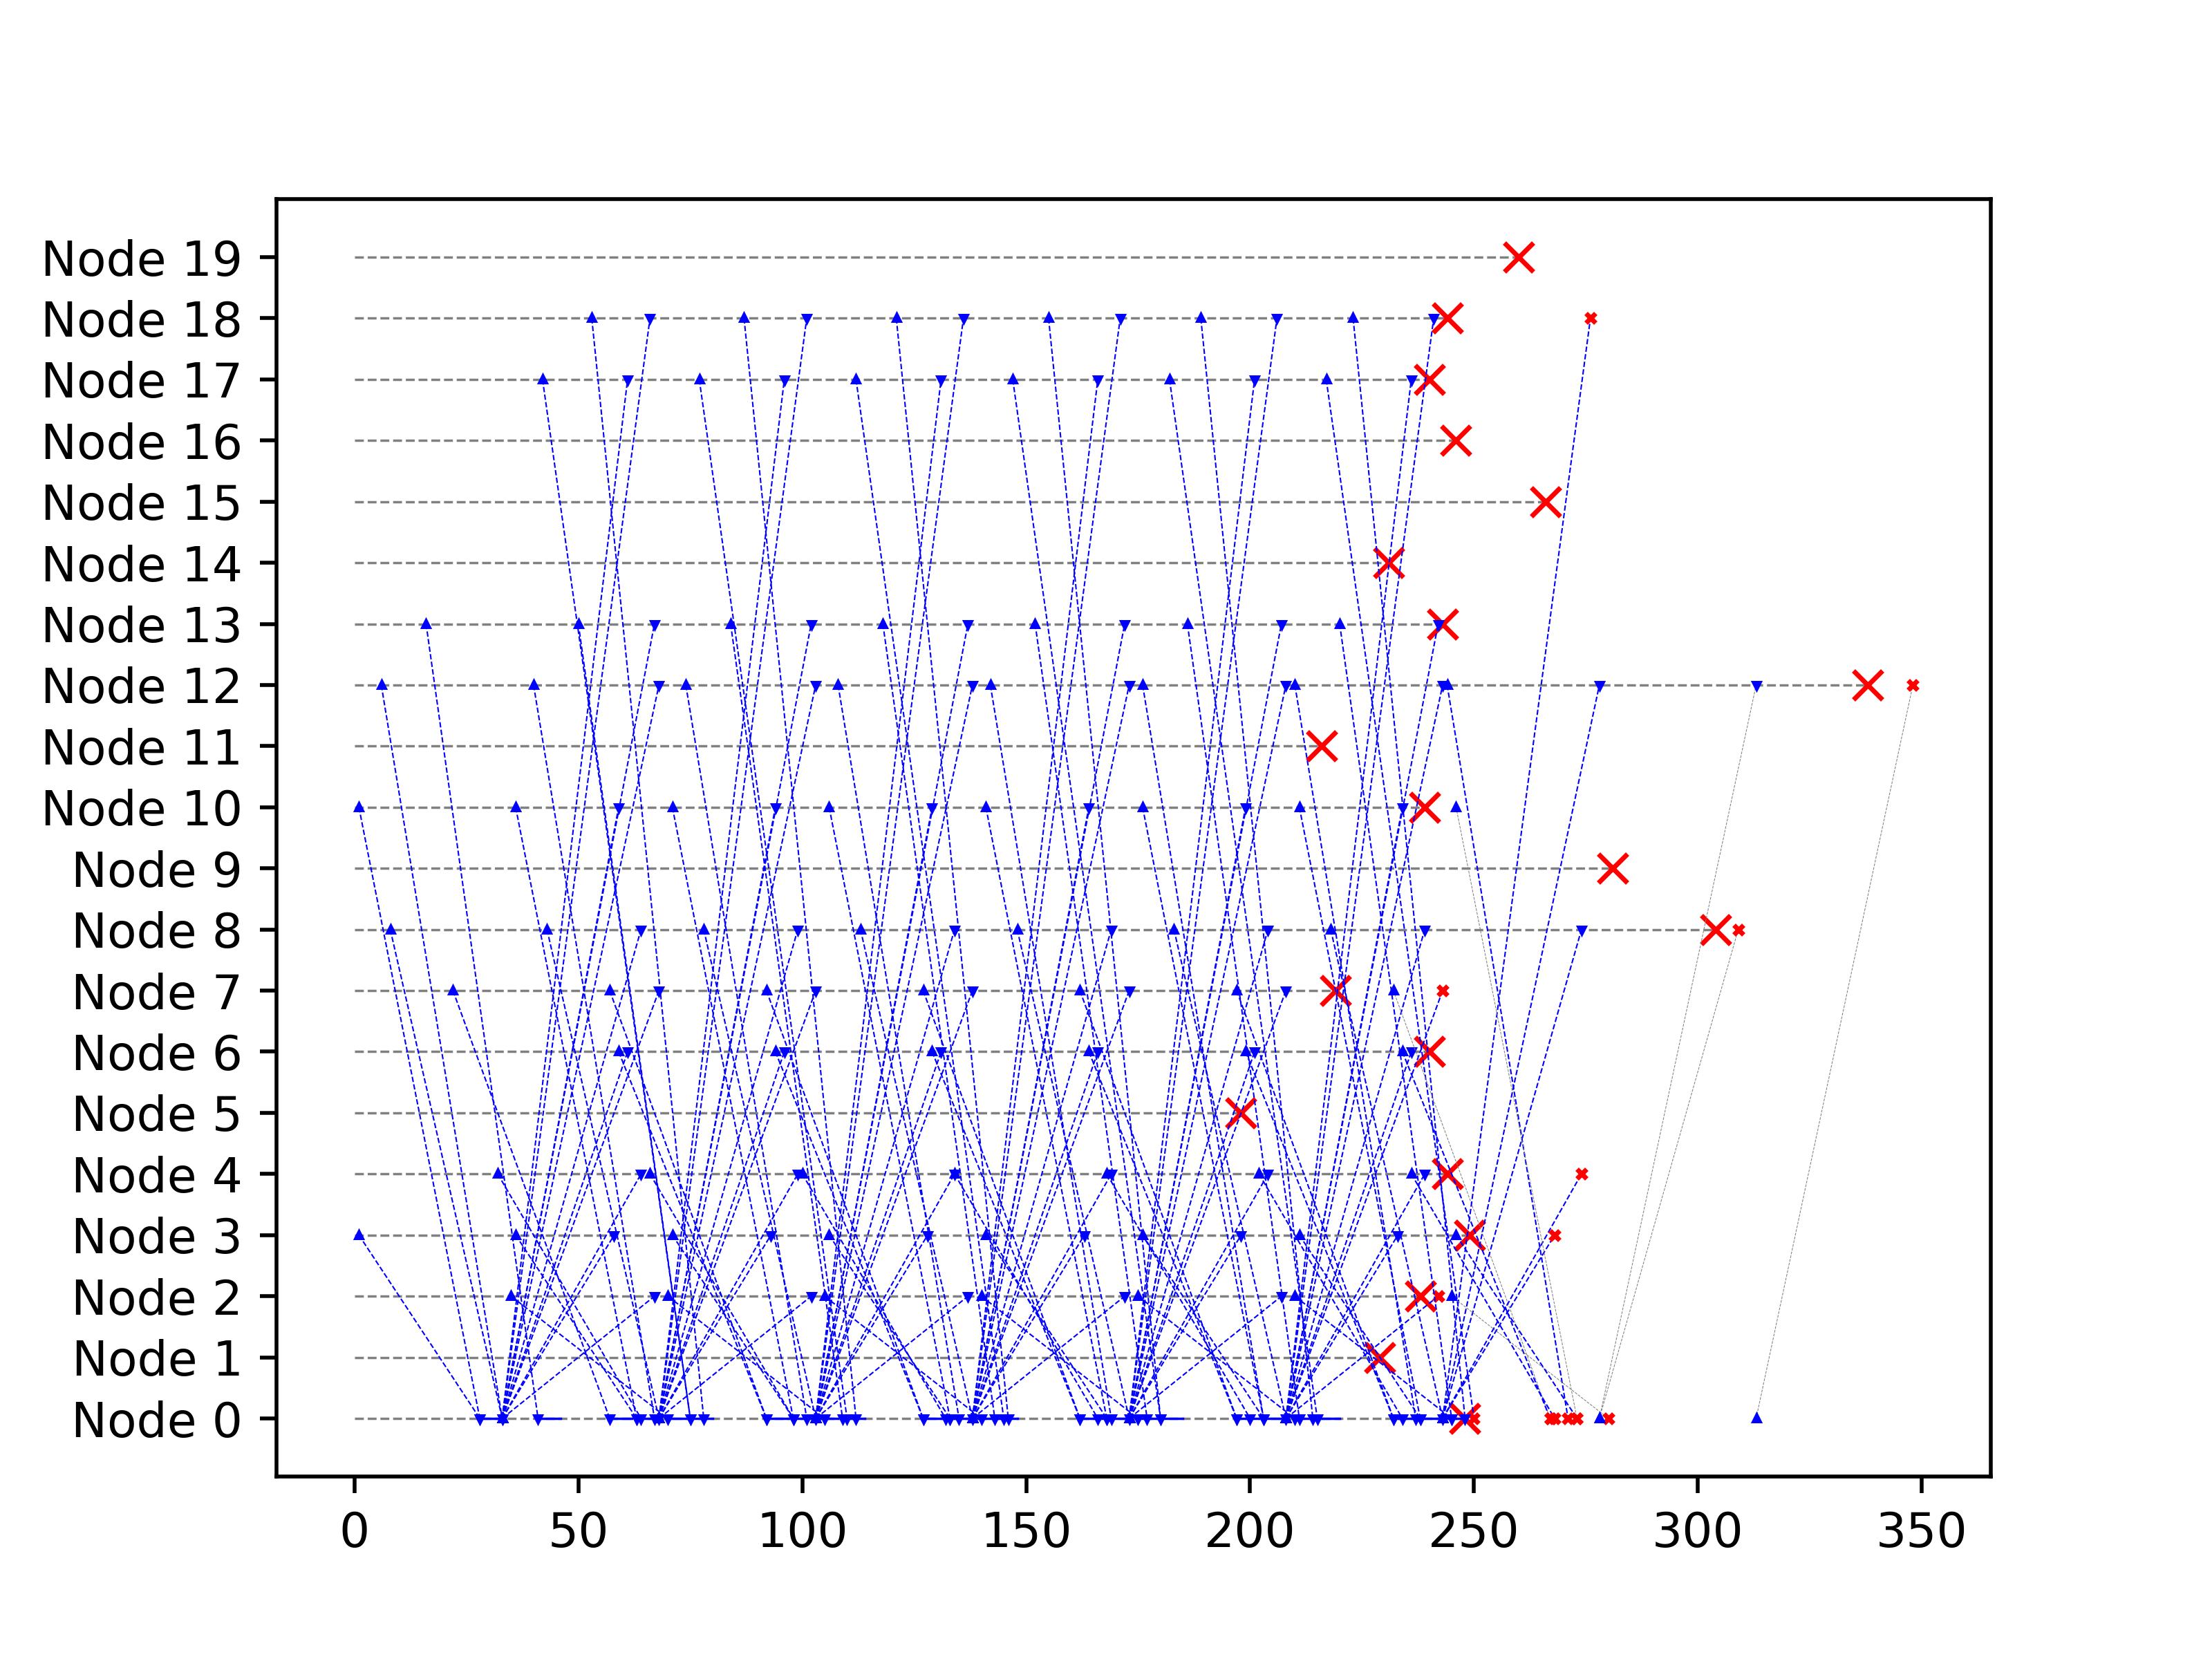 Node 19
Node 18
Node 17
Node 16
Node 15
Node 14
Node 13
Node 12
Node 11
Node 10
Node 9
Node 8
Node 7
Node 6
Node 5
Node 4
Node 3
Node 2
Node 1
Node 0
0 50 100 150 200 250 300 350